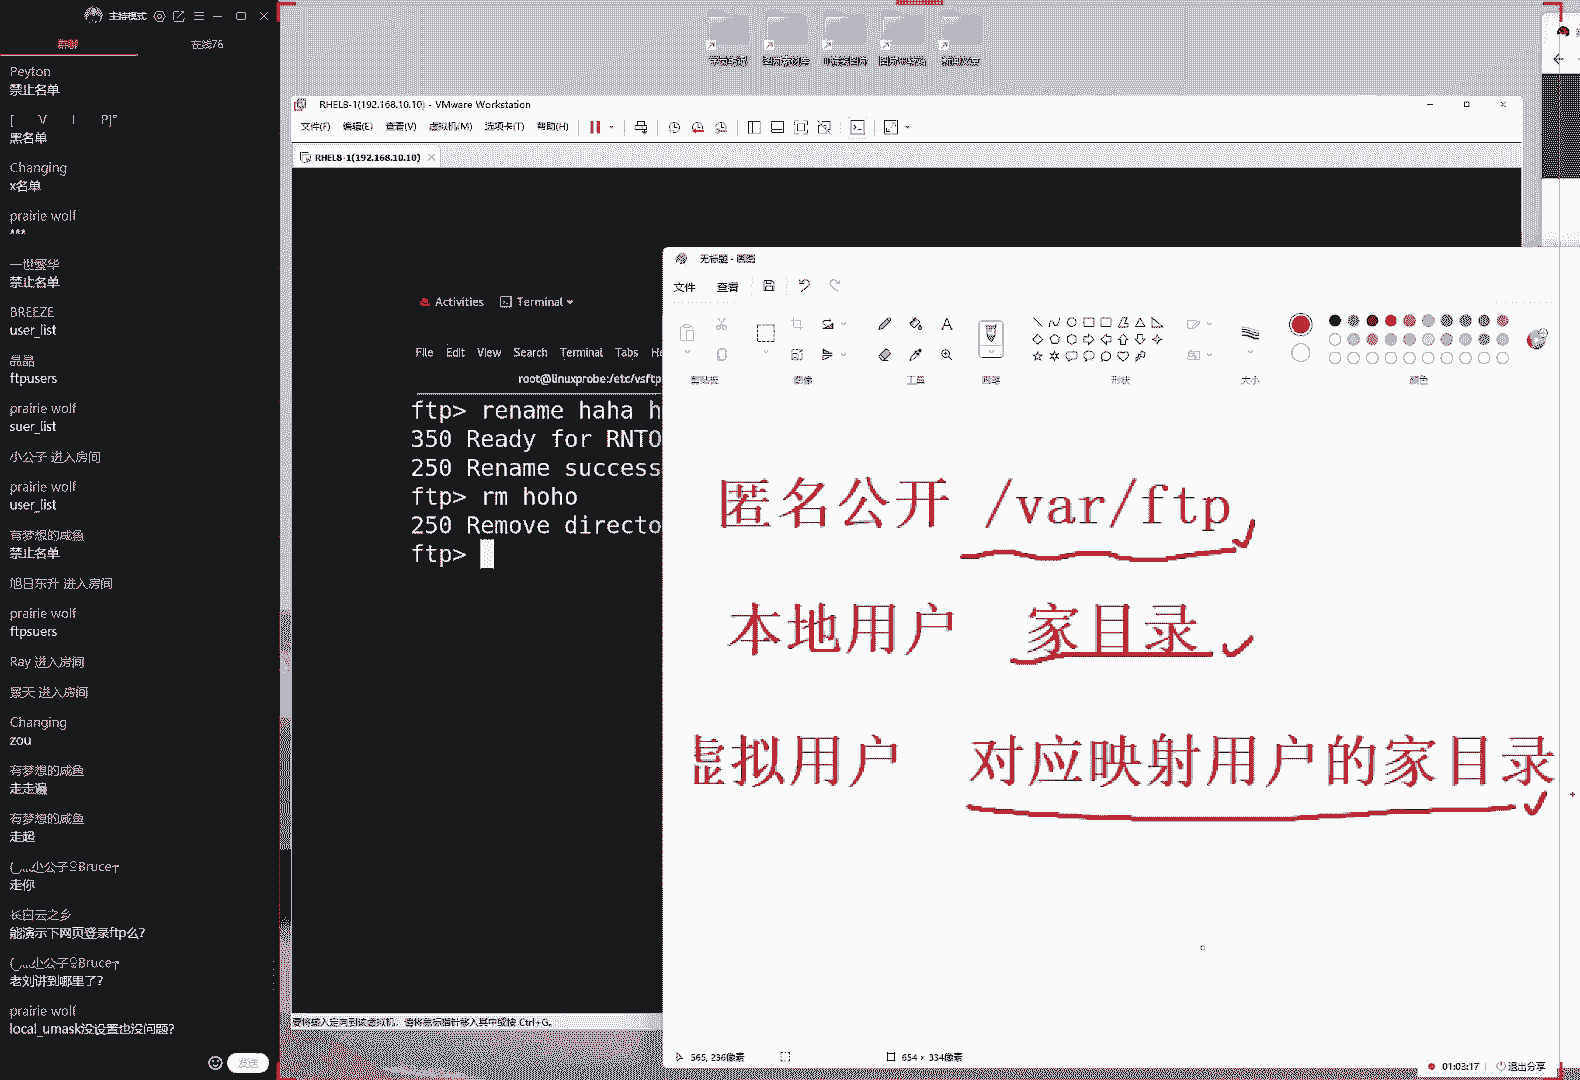 主持模式
群聊
在线76
Peyton
禁止名单
黑名单
Changing
x名单
prairie wolf
***
一世繁华
禁止名单
BREEZE
user_list
晶晶
ftpusers
prairie wolf
suer_list
小公子 进入房间
prairie wolf
user_list
有梦想的咸鱼
禁止名单
旭日东升 进入房间
prairie wolf
ftpsuers
Ray 进入房间
景天 进入房间
Changing
zou
有梦想的咸鱼
走走遍
有梦想的咸鱼
走起
走你
长白云之乡
能演示下网页登录ftp么?
老刘讲到哪里了?
prairie wolf
local_umask没设置也没问题?
发送
RHEL8-1(192.168.10.10) - VMware Workstation
文件(F) 编辑(E) 查看(V) 虚拟机(M) 选项卡(T) 帮助(H)
RHEL8-1(192.168.10.10)
Activities Terminal
File Edit View Search Terminal Tabs He
root@linuxprobe:/etc/vsftp
ftp> rename haha h
350 Ready for RNTO
250 Rename success
ftp> rm hoho
250 Remove directo
ftp>
要将输入定向到该虚拟机，请将鼠标指针移入其中或按 Ctrl+G。
无标题 - 画图
文件 查看
剪贴板 图像 工具 画笔 形状 大小 颜色
匿名公开 /var/ftp
本地用户 家目录
虚拟用户 对应映射用户的家目录
565, 236像素
654 × 334像素
01:03:17
退出分享